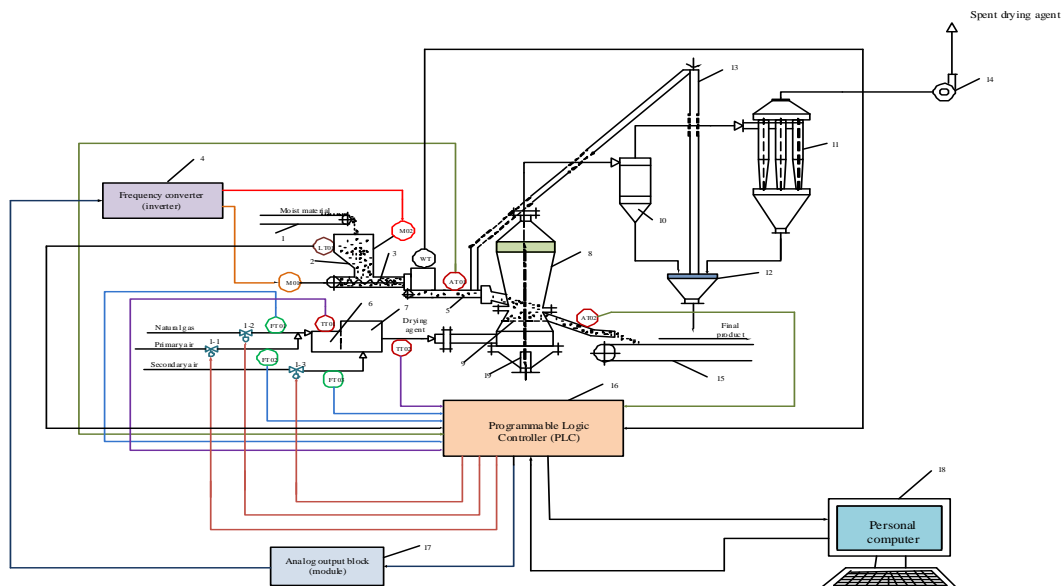 Spent drying agent
13
14
4
11
Frequency converter
(inverter)
Moist material
M02
1
WT
LT01
2
3
8
10
M01
AT01
12
5
6
7
Natural gas
1-2
FT01
TT01
Drying
agent
AT02
Final
product
Primary air
1-1
FT02
TT02
9
Secondary air
1-3
FT03
19
15
16
Programmable Logic
Controller (PLC)
18
Personal
computer
17
Analog output block
(module)